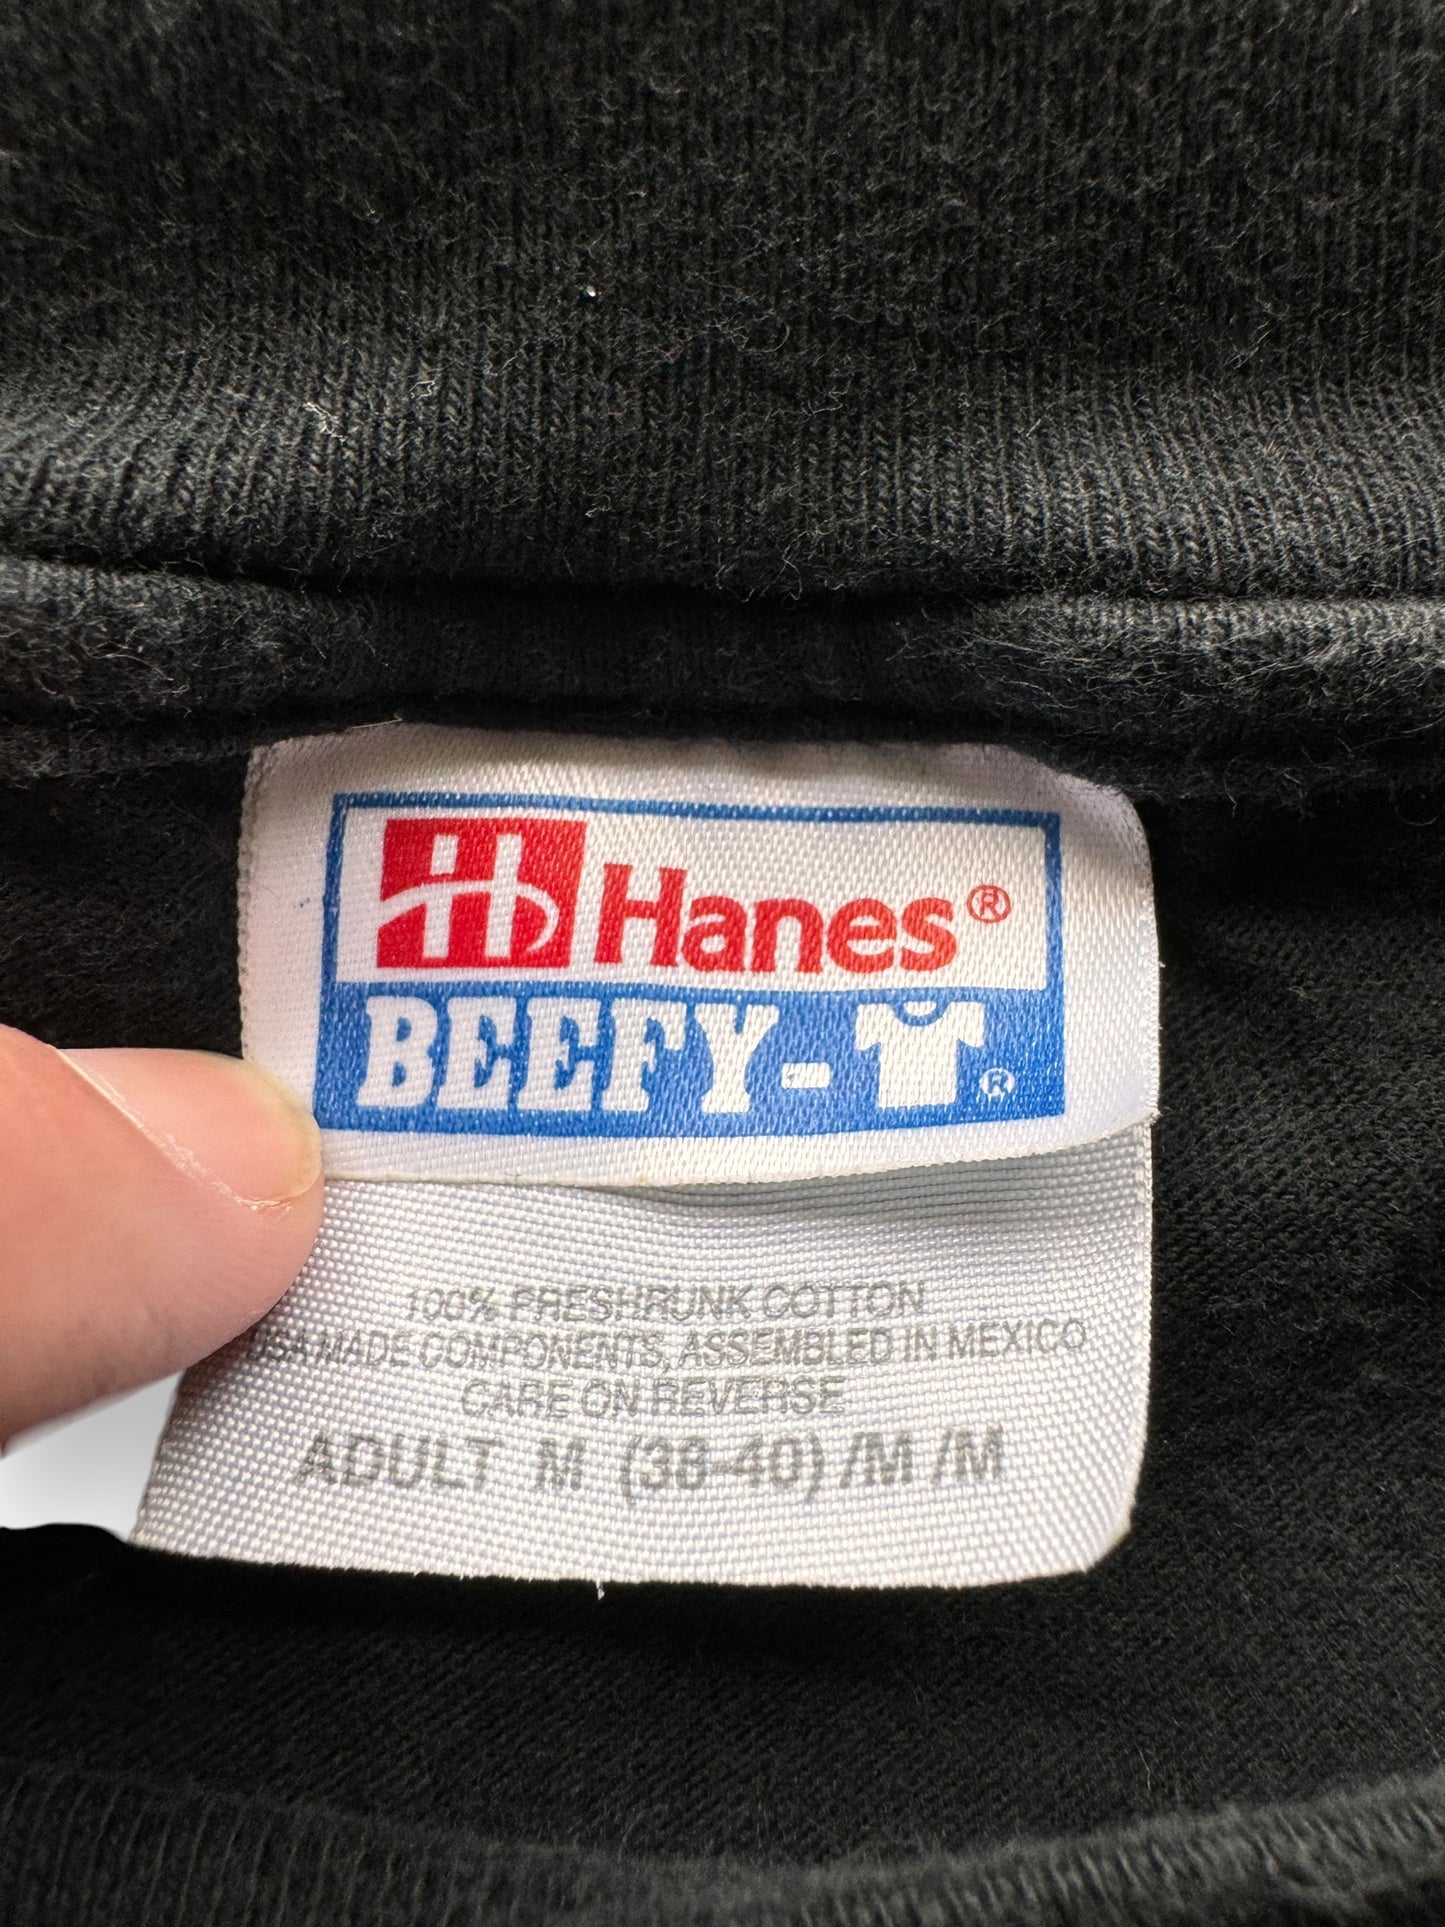 Hanes®
BEEFY-T®
100% PRESHRUNK COTTON
USA MADE COMPONENTS, ASSEMBLED IN MEXICO
CARE ON REVERSE
ADULT M (38-40) /M /M